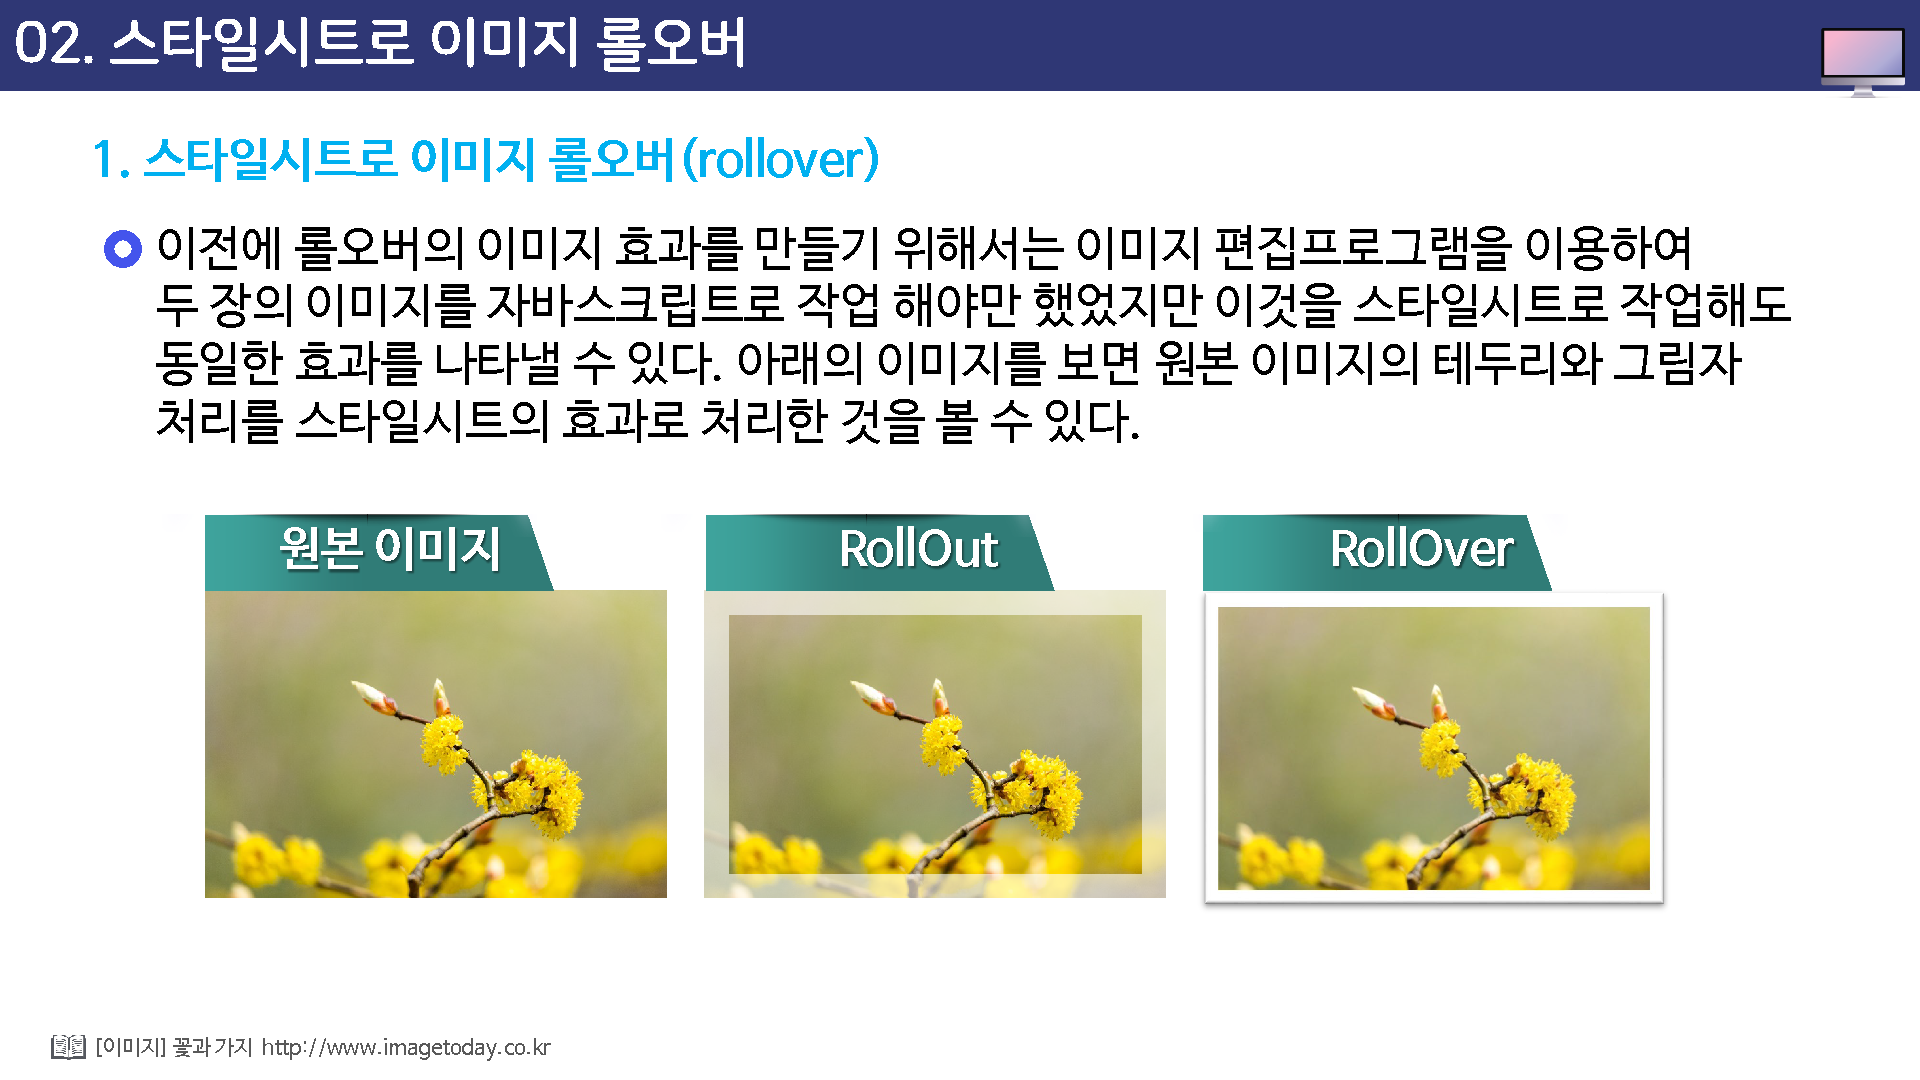 02. 스타일시트로 이미지 롤오버
1. 스타일시트로 이미지 롤오버(rollover)
이전에 롤오버의 이미지 효과를 만들기 위해서는 이미지 편집프로그램을 이용하여
두 장의 이미지를 자바스크립트로 작업 해야만 했었지만 이것을 스타일시트로 작업해도
동일한 효과를 나타낼 수 있다. 아래의 이미지를 보면 원본 이미지의 테두리와 그림자
처리를 스타일시트의 효과로 처리한 것을 볼 수 있다.
원본 이미지
RollOut
RollOver
[이미지] 꽃과 가지 http://www.imagetoday.co.kr